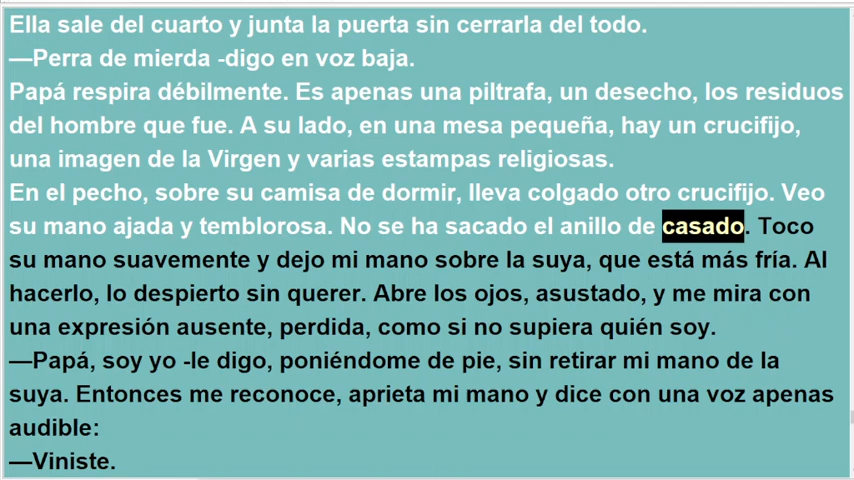 Ella sale del cuarto y junta la puerta sin cerrarla del todo.
—Perra de mierda -digo en voz baja.
Papá respira débilmente. Es apenas una piltrafa, un desecho, los residuos
del hombre que fue. A su lado, en una mesa pequeña, hay un crucifijo,
una imagen de la Virgen y varias estampas religiosas.
En el pecho, sobre su camisa de dormir, lleva colgado otro crucifijo. Veo
su mano ajada y temblorosa. No se ha sacado el anillo de casado. Toco
su mano suavemente y dejo mi mano sobre la suya, que está más fría. Al
hacerlo, lo despierto sin querer. Abre los ojos, asustado, y me mira con
una expresión ausente, perdida, como si no supiera quién soy.
—Papá, soy yo -le digo, poniéndome de pie, sin retirar mi mano de la
suya. Entonces me reconoce, aprieta mi mano y dice con una voz apenas
audible:
—Viniste.